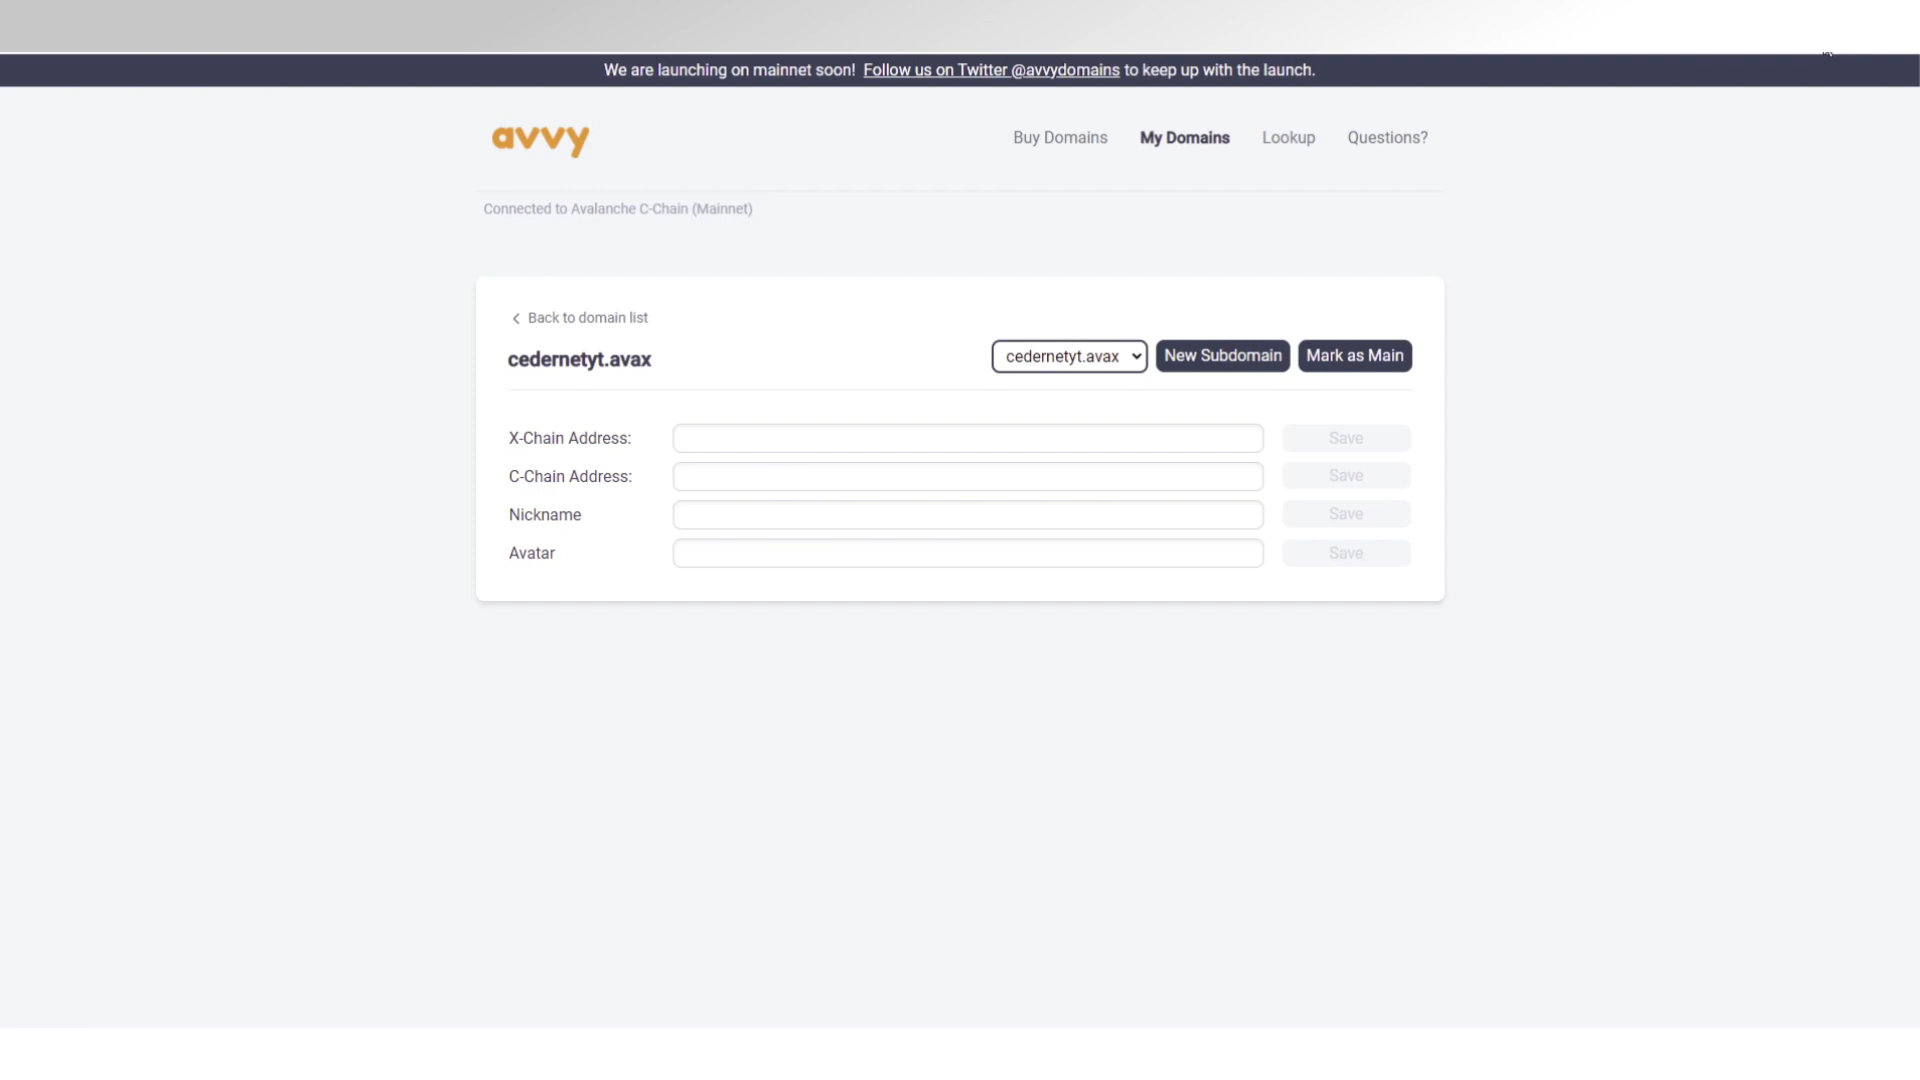 We are launching on mainnet soon! Follow us on Twitter @avvydomains to keep up with the launch.
avvy
Buy Domains My Domains Lookup Questions?
Connected to Avalanche C-Chain (Mainnet)
Back to domain list
cedernetyt.avax cedernetyt.avax New Subdomain Mark as Main
X-Chain Address: Save
C-Chain Address: Save
Nickname Save
Avatar Save